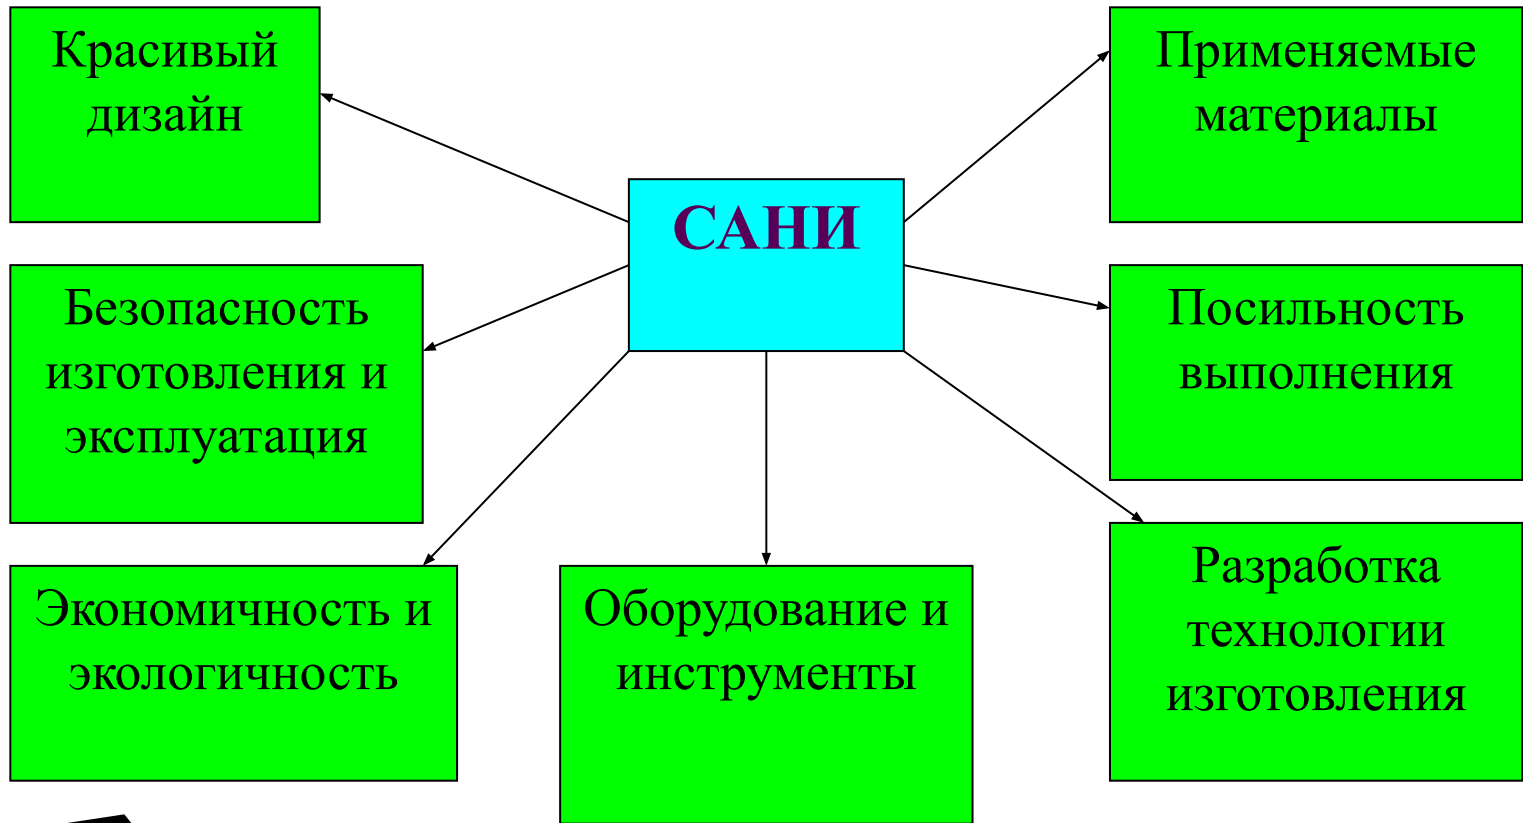 Красивый
дизайн
Применяемые
материалы
САНИ
Безопасность
изготовления и
эксплуатация
Посильность
выполнения
Экономичность и
экологичность
Оборудование и
инструменты
Разработка
технологии
изготовления